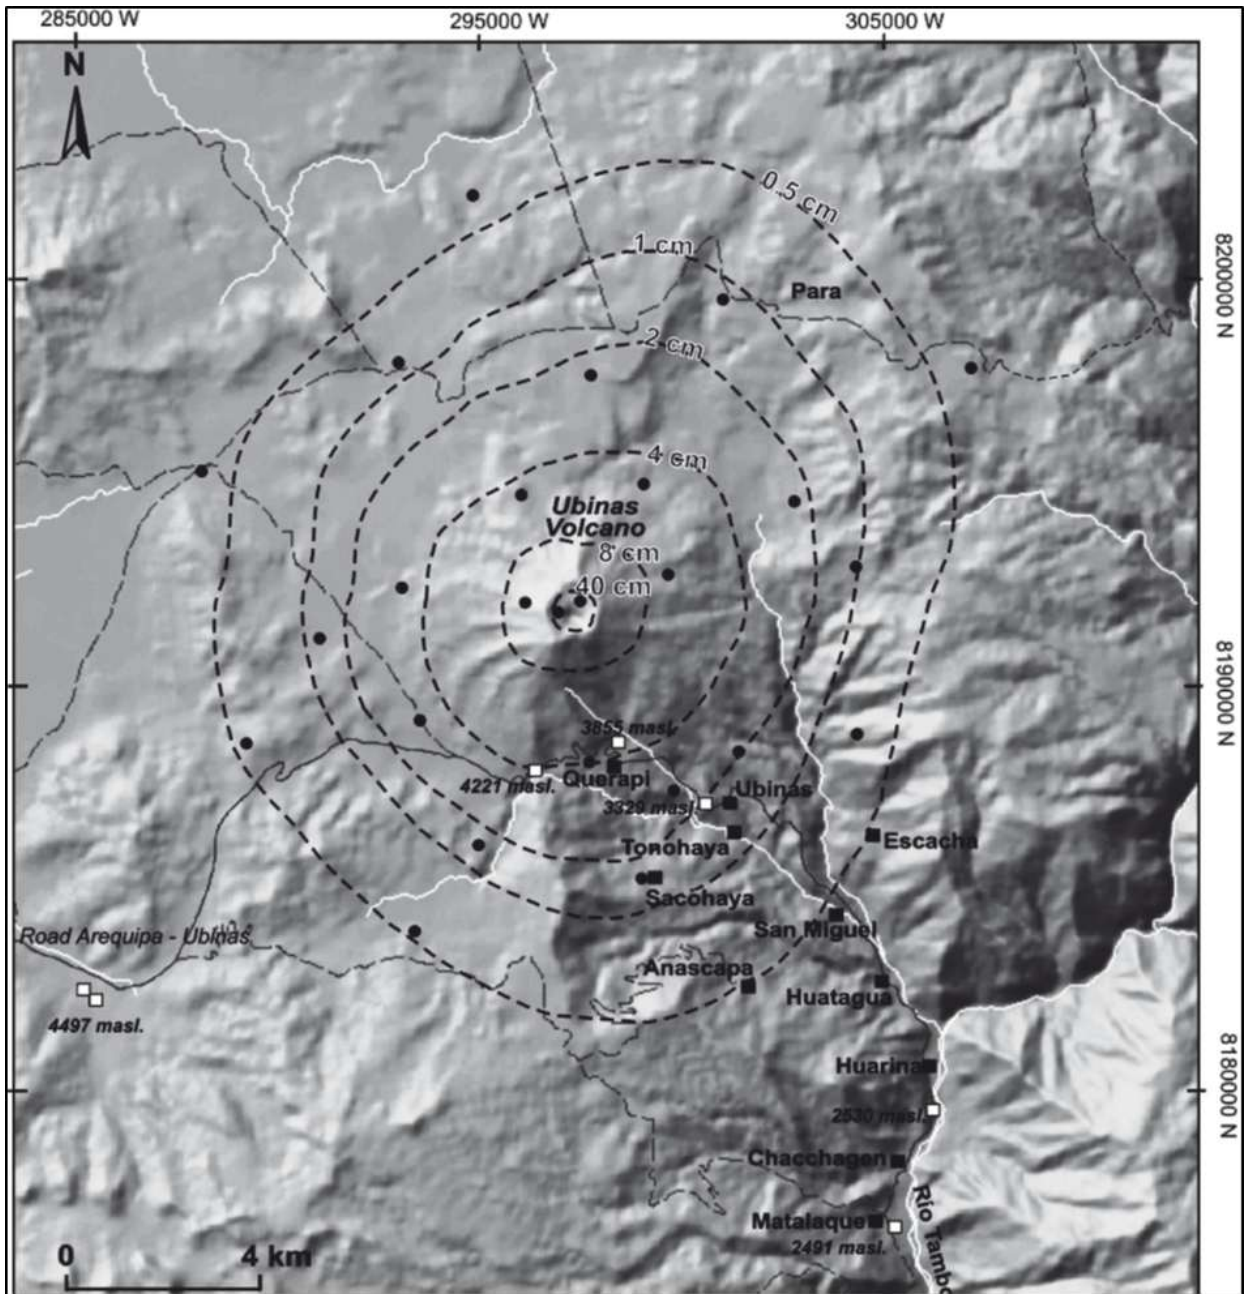 285000 W
295000 W
305000 W
N
0.5 cm
1 cm
8200000 N
Para
2 cm
4 cm
Ubinas
Volcano
8 cm
40 cm
8190000 N
3855 masl.
4221 masl.
Querapi
3329 masl.
Ubinas
Tonohaya
Escacha
Sacohaya
San Miguel
Road Arequipa - Ubinas
Anascapa
Huatagua
4497 masl.
Huarina
8180000 N
2530 masl.
Chacchagen
Río Tambo
Matalaque
2491 masl.
0 4 km